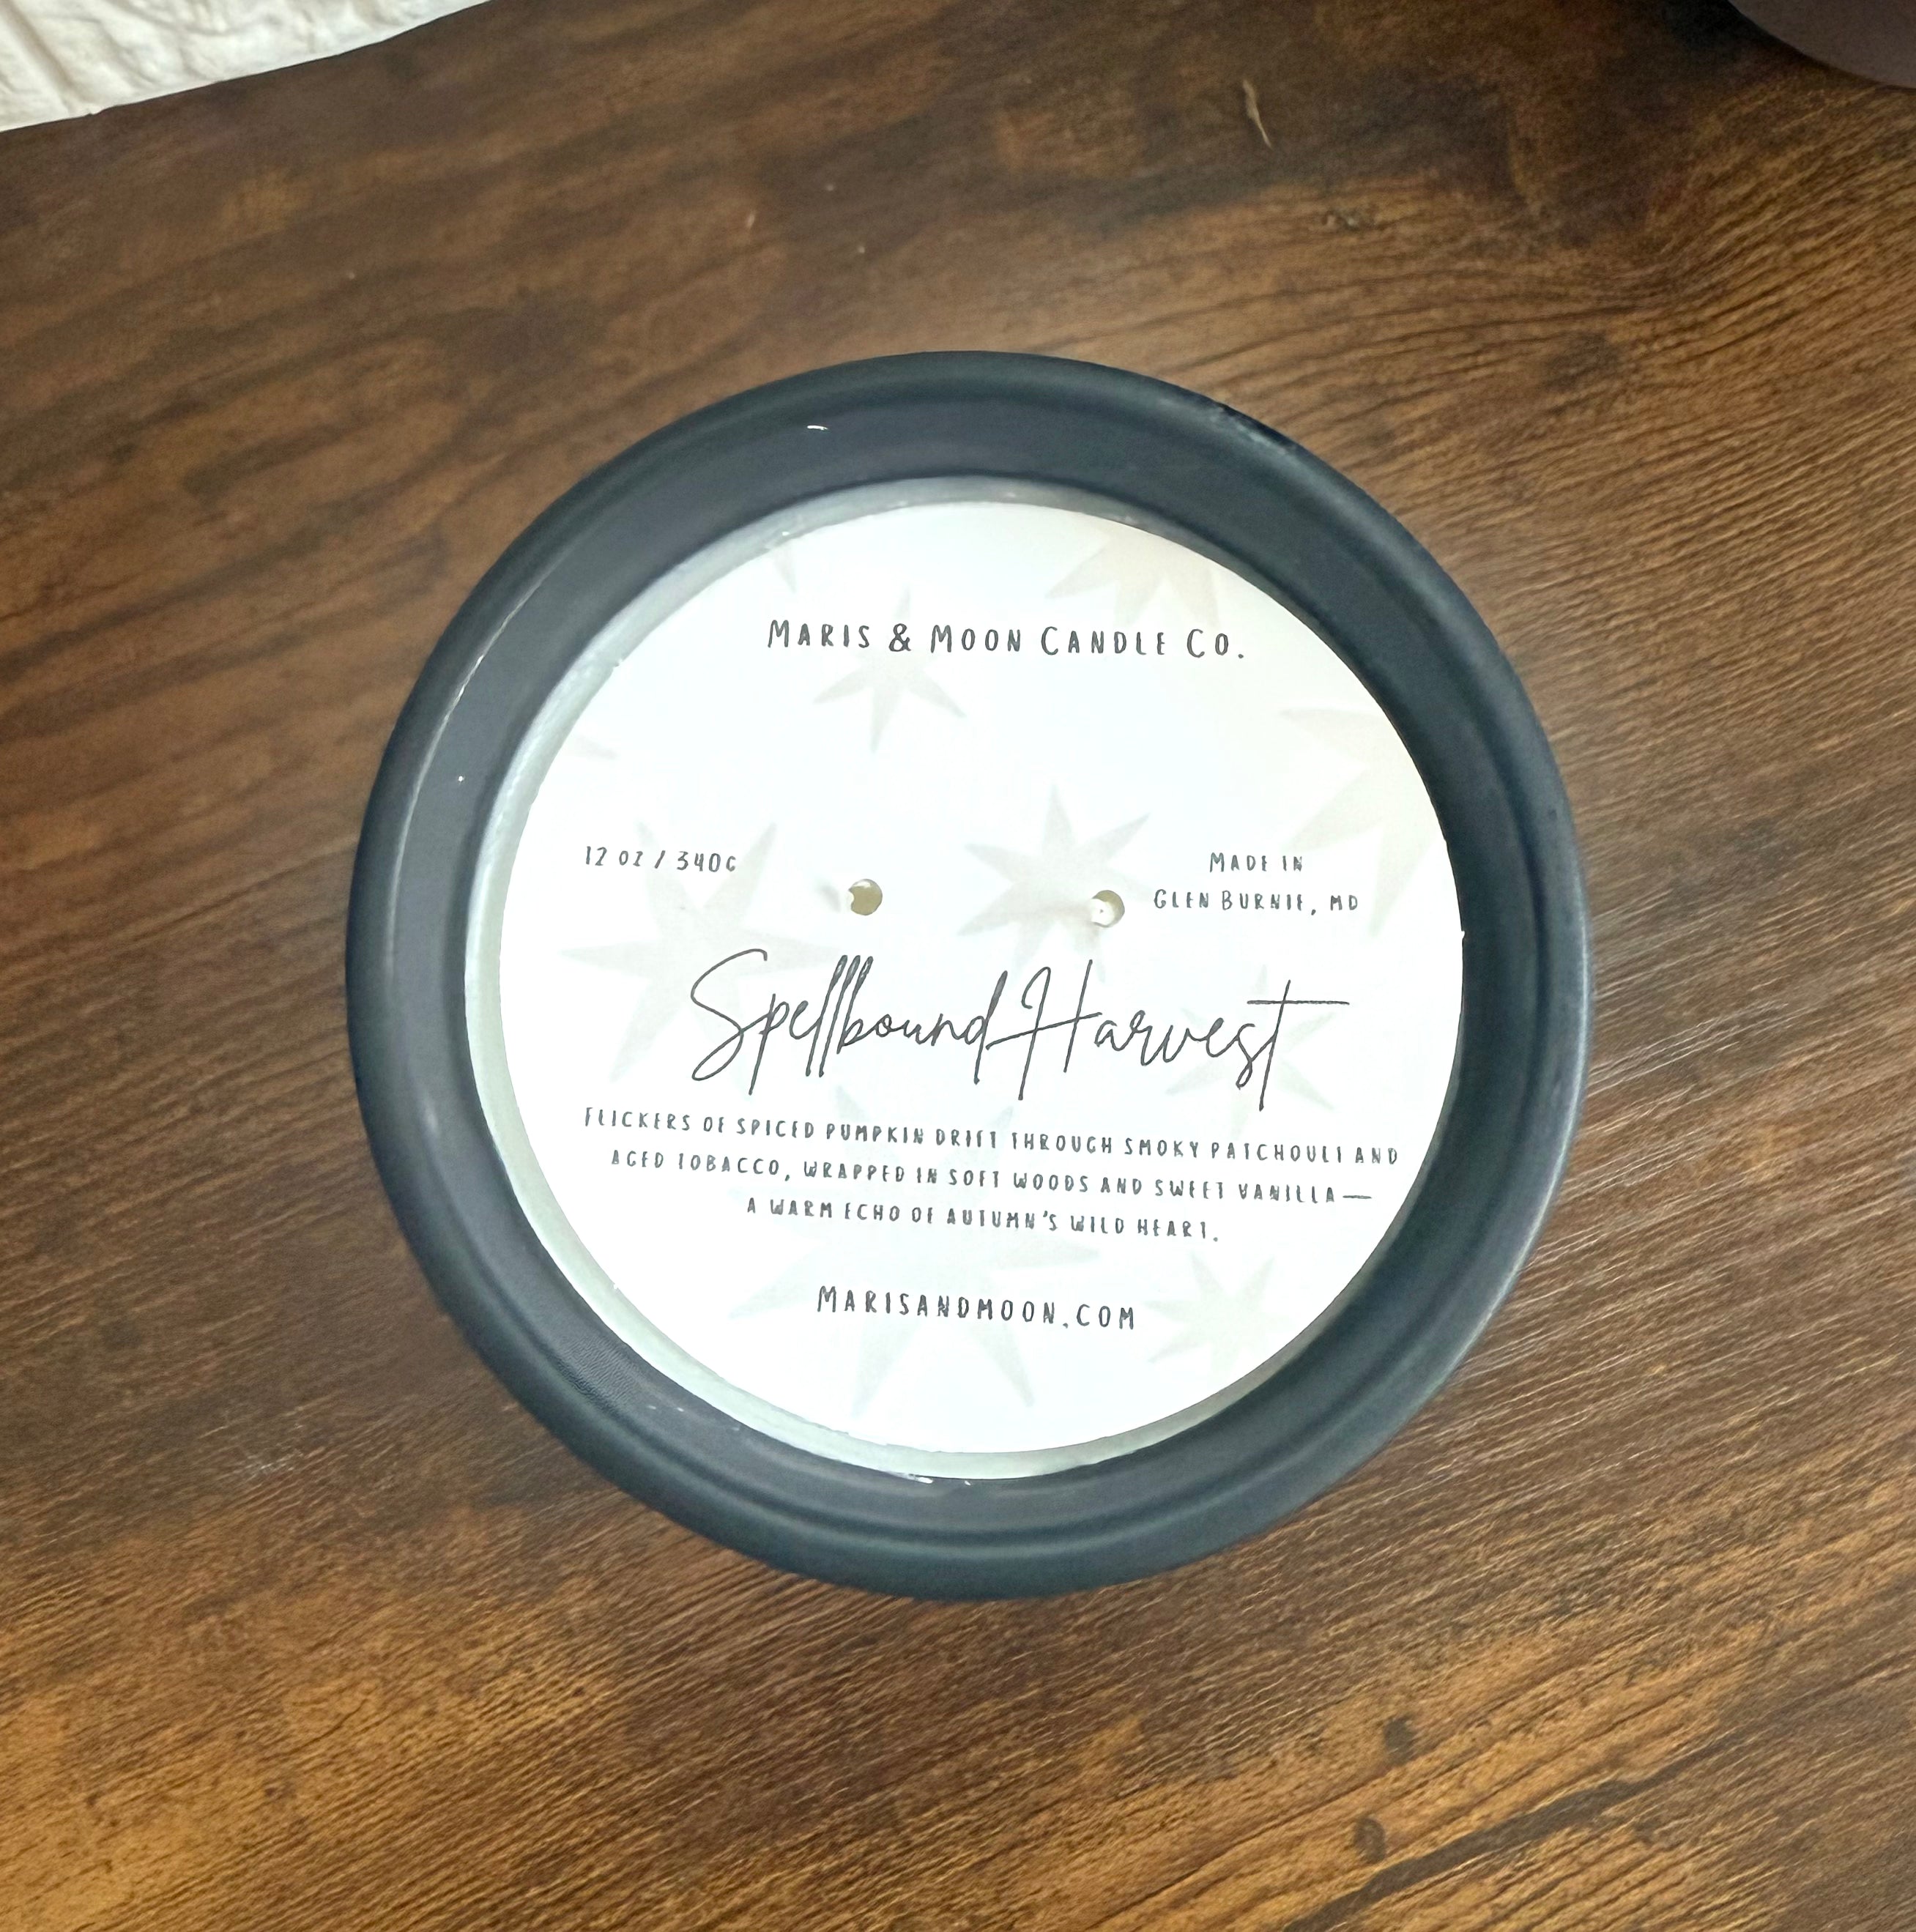 Maris & Moon Candle Co.
12 oz / 340g
Made in
Glen Burnie, MD
Spellbound Harvest
Flickers of spiced pumpkin drift through smoky patchouli and
aged tobacco, wrapped in soft woods and sweet vanilla—
a warm echo of autumn's wild heart.
Marisandmoon.com